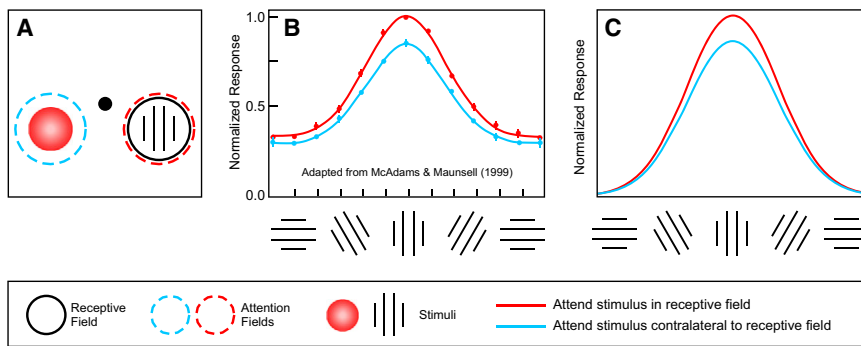 A
B
C
Normalized Response
1.0
0.5
0.0
Adapted from McAdams & Maunsell (1999)
Normalized Response
Receptive
Field
Attention
Fields
Stimuli
Attend stimulus in receptive field
Attend stimulus contralateral to receptive field